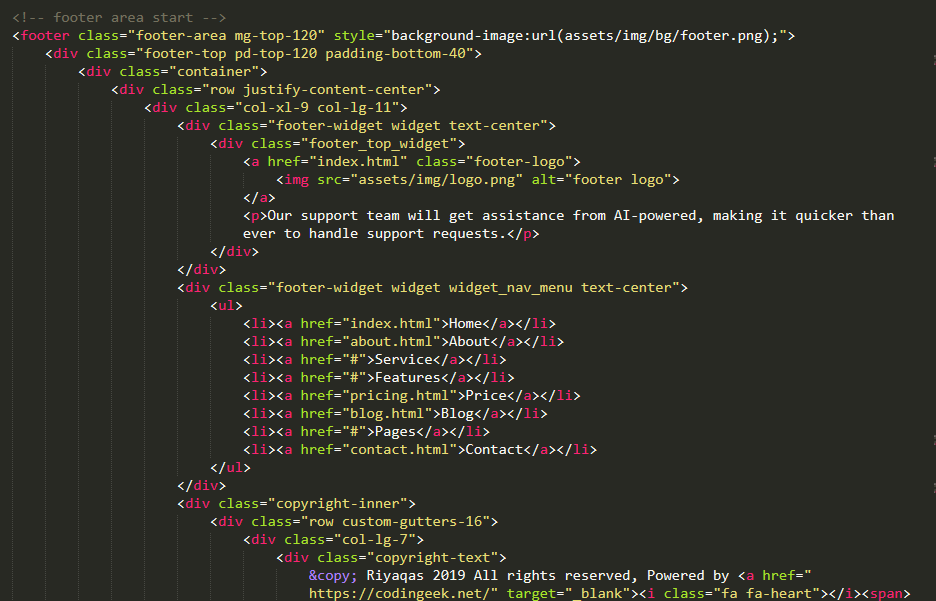 <!-- footer area start -->
<footer class="footer-area mg-top-120" style="background-image:url(assets/img/bg/footer.png);">
<div class="footer-top pd-top-120 padding-bottom-40">
<div class="container">
<div class="row justify-content-center">
<div class="col-xl-9 col-lg-11">
<div class="footer-widget widget text-center">
<div class="footer_top_widget">
<a href="index.html" class="footer-logo">
<img src="assets/img/logo.png" alt="footer logo">
</a>
<p>Our support team will get assistance from AI-powered, making it quicker than
ever to handle support requests.</p>
</div>
</div>
<div class="footer-widget widget widget_nav_menu text-center">
<ul>
<li><a href="index.html">Home</a></li>
<li><a href="about.html">About</a></li>
<li><a href="#">Service</a></li>
<li><a href="#">Features</a></li>
<li><a href="pricing.html">Price</a></li>
<li><a href="blog.html">Blog</a></li>
<li><a href="#">Pages</a></li>
<li><a href="contact.html">Contact</a></li>
</ul>
</div>
<div class="copyright-inner">
<div class="row custom-gutters-16">
<div class="col-lg-7">
<div class="copyright-text">
&copy; Riyaqas 2019 All rights reserved, Powered by <a href="
https://codingeek.net/" target="_blank"><i class="fa fa-heart"></i><span>